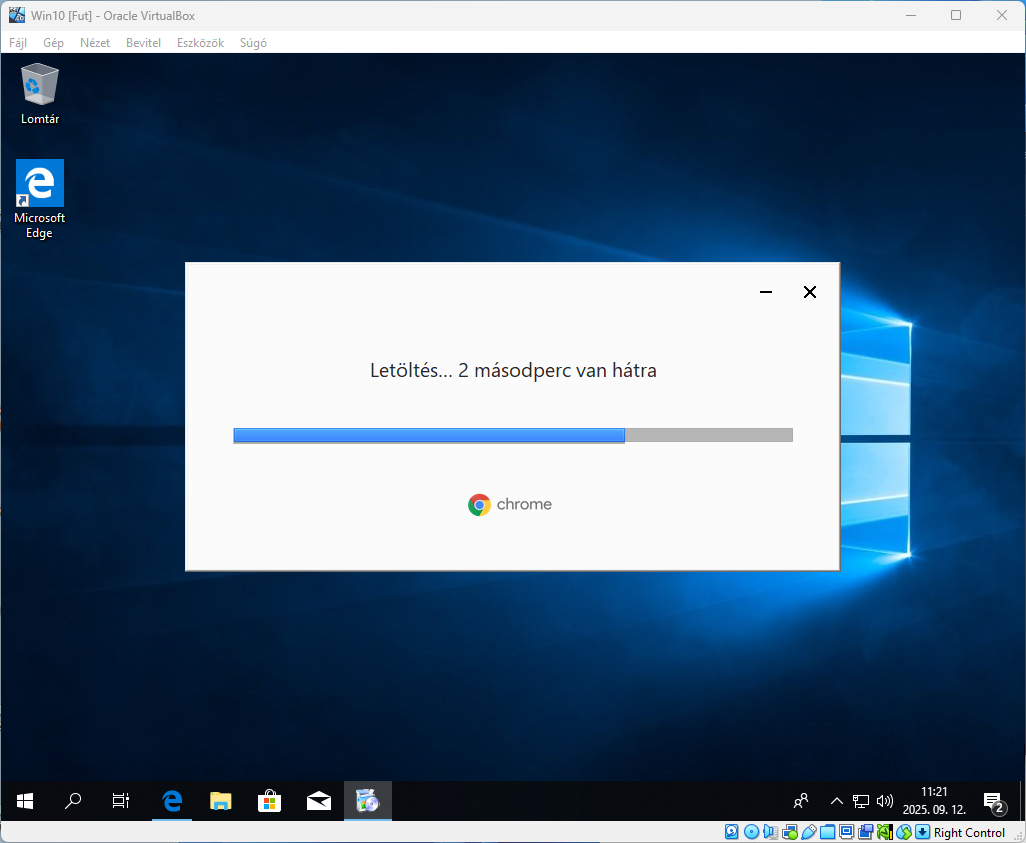 Win10 [Fut] - Oracle VirtualBox
Fájl Gép Nézet Bevitel Eszközök Súgó
Lomtár
Microsoft
Edge
Letöltés... 2 másodperc van hátra
chrome
11:21
2025. 09. 12.
2
Right Control